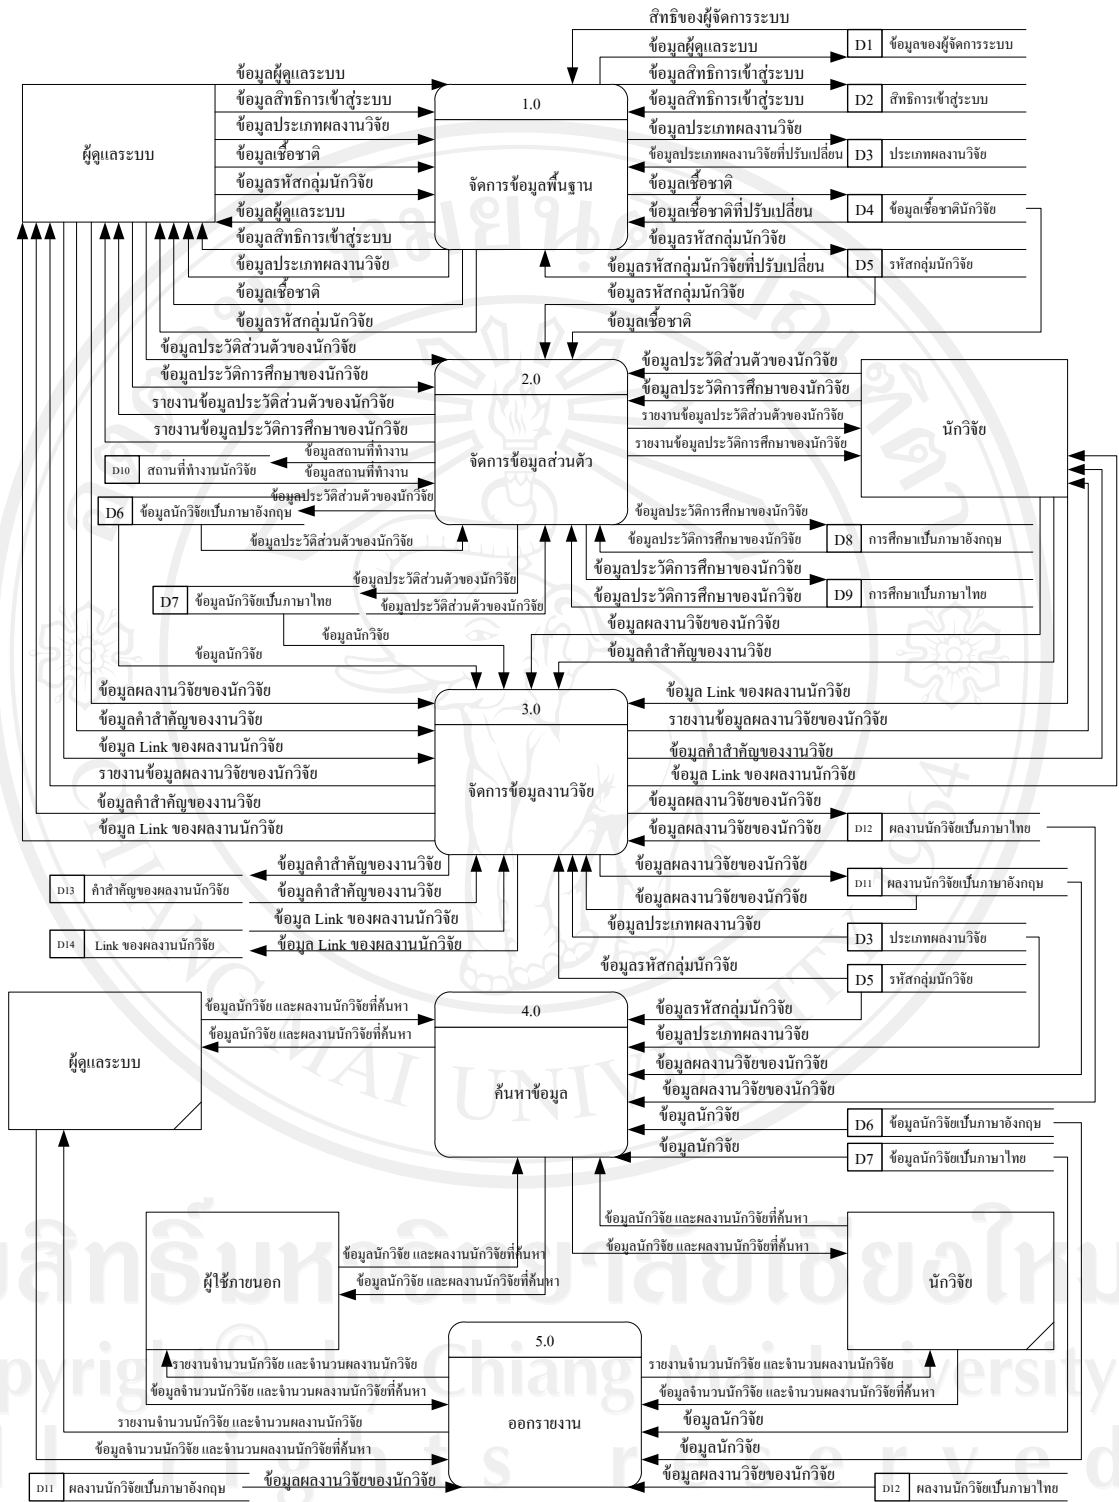 สิทธิของผู้จัดการระบบ
D1 ข้อมูลของผู้จัดการระบบ
ข้อมูลผู้ดูแลระบบ
ข้อมูลผู้ดูแลระบบ
ข้อมูลสิทธิการเข้าสู่ระบบ
ข้อมูลสิทธิการเข้าสู่ระบบ
1.0
ข้อมูลสิทธิการเข้าสู่ระบบ
D2 สิทธิการเข้าสู่ระบบ
ข้อมูลประเภทผลงานวิจัย
ข้อมูลประเภทผลงานวิจัย
ผู้ดูแลระบบ
ข้อมูลเชื้อชาติ
ข้อมูลประเภทผลงานวิจัยที่ปรับเปลี่ยน
D3 ประเภทผลงานวิจัย
ข้อมูลรหัสกลุ่มนักวิจัย
จัดการข้อมูลพื้นฐาน
ข้อมูลเชื้อชาติ
ข้อมูลผู้ดูแลระบบ
ข้อมูลเชื้อชาติที่ปรับเปลี่ยน
D4 ข้อมูลเชื้อชาตินักวิจัย
ข้อมูลสิทธิการเข้าสู่ระบบ
ข้อมูลรหัสกลุ่มนักวิจัย
ข้อมูลประเภทผลงานวิจัย
ข้อมูลรหัสกลุ่มนักวิจัยที่ปรับเปลี่ยน
D5 รหัสกลุ่มนักวิจัย
ข้อมูลเชื้อชาติ
ข้อมูลรหัสกลุ่มนักวิจัย
ข้อมูลรหัสกลุ่มนักวิจัย
ข้อมูลเชื้อชาติ
ข้อมูลประวัติส่วนตัวของนักวิจัย
ข้อมูลประวัติส่วนตัวของนักวิจัย
ข้อมูลประวัติการศึกษาของนักวิจัย
2.0
ข้อมูลประวัติการศึกษาของนักวิจัย
รายงานข้อมูลประวัติส่วนตัวของนักวิจัย
รายงานข้อมูลประวัติส่วนตัวของนักวิจัย
นักวิจัย
รายงานข้อมูลประวัติการศึกษาของนักวิจัย
รายงานข้อมูลประวัติการศึกษาของนักวิจัย
ข้อมูลสถานที่ทำงาน
จัดการข้อมูลส่วนตัว
D10 สถานที่ทำงานนักวิจัย
ข้อมูลสถานที่ทำงาน
ข้อมูลประวัติส่วนตัวของนักวิจัย
D6 ข้อมูลนักวิจัยเป็นภาษาอังกฤษ
ข้อมูลประวัติการศึกษาของนักวิจัย
ข้อมูลประวัติส่วนตัวของนักวิจัย
ข้อมูลประวัติการศึกษาของนักวิจัย
D8 การศึกษาเป็นภาษาอังกฤษ
ข้อมูลประวัติส่วนตัวของนักวิจัย
ข้อมูลประวัติการศึกษาของนักวิจัย
D7 ข้อมูลนักวิจัยเป็นภาษาไทย
ข้อมูลประวัติส่วนตัวของนักวิจัย
ข้อมูลประวัติการศึกษาของนักวิจัย
D9 การศึกษาเป็นภาษาไทย
ข้อมูลนักวิจัย
ข้อมูลผลงานวิจัยของนักวิจัย
ข้อมูลนักวิจัย
ข้อมูลคำสำคัญของงานวิจัย
ข้อมูลผลงานวิจัยของนักวิจัย
ข้อมูล Link ของผลงานนักวิจัย
3.0
ข้อมูลคำสำคัญของงานวิจัย
รายงานข้อมูลผลงานวิจัยของนักวิจัย
ข้อมูล Link ของผลงานนักวิจัย
ข้อมูลคำสำคัญของงานวิจัย
รายงานข้อมูลผลงานวิจัยของนักวิจัย
ข้อมูล Link ของผลงานนักวิจัย
จัดการข้อมูลงานวิจัย
ข้อมูลคำสำคัญของงานวิจัย
ข้อมูลผลงานวิจัยของนักวิจัย
ข้อมูล Link ของผลงานนักวิจัย
ข้อมูลผลงานวิจัยของนักวิจัย
D12 ผลงานนักวิจัยเป็นภาษาไทย
ข้อมูลคำสำคัญของงานวิจัย
ข้อมูลผลงานวิจัยของนักวิจัย
D13 คำสำคัญของผลงานนักวิจัย
ข้อมูลคำสำคัญของงานวิจัย
ข้อมูลผลงานวิจัยของนักวิจัย
D11 ผลงานนักวิจัยเป็นภาษาอังกฤษ
ข้อมูล Link ของผลงานนักวิจัย
ข้อมูลประเภทผลงานวิจัย
D3 ประเภทผลงานวิจัย
D14 Link ของผลงานนักวิจัย
ข้อมูล Link ของผลงานนักวิจัย
ข้อมูลรหัสกลุ่มนักวิจัย
D5 รหัสกลุ่มนักวิจัย
ข้อมูลนักวิจัย และผลงานนักวิจัยที่ค้นหา
4.0
ข้อมูลรหัสกลุ่มนักวิจัย
ข้อมูลนักวิจัย และผลงานนักวิจัยที่ค้นหา
ข้อมูลประเภทผลงานวิจัย
ผู้ดูแลระบบ
ข้อมูลผลงานวิจัยของนักวิจัย
ค้นหาข้อมูล
ข้อมูลผลงานวิจัยของนักวิจัย
ข้อมูลนักวิจัย
D6 ข้อมูลนักวิจัยเป็นภาษาอังกฤษ
ข้อมูลนักวิจัย
D7 ข้อมูลนักวิจัยเป็นภาษาไทย
ข้อมูลนักวิจัย และผลงานนักวิจัยที่ค้นหา
ข้อมูลนักวิจัย และผลงานนักวิจัยที่ค้นหา
ข้อมูลนักวิจัย และผลงานนักวิจัยที่ค้นหา
ผู้ใช้ภายนอก
ข้อมูลนักวิจัย และผลงานนักวิจัยที่ค้นหา
นักวิจัย
5.0
รายงานจำนวนนักวิจัย และจำนวนผลงานนักวิจัย
รายงานจำนวนนักวิจัย และจำนวนผลงานนักวิจัย
ข้อมูลจำนวนนักวิจัย และจำนวนผลงานนักวิจัยที่ค้นหา
ข้อมูลจำนวนนักวิจัย และจำนวนผลงานนักวิจัยที่ค้นหา
รายงานจำนวนนักวิจัย และจำนวนผลงานนักวิจัย
ออกรายงาน
ข้อมูลนักวิจัย
ข้อมูลจำนวนนักวิจัย และจำนวนผลงานนักวิจัยที่ค้นหา
ข้อมูลนักวิจัย
D11 ผลงานนักวิจัยเป็นภาษาอังกฤษ
ข้อมูลผลงานวิจัยของนักวิจัย
ข้อมูลผลงานวิจัยของนักวิจัย
D12 ผลงานนักวิจัยเป็นภาษาไทย
CHIANG MAI UNIVERSITY 1964
Chiang Mai University
rights reserved